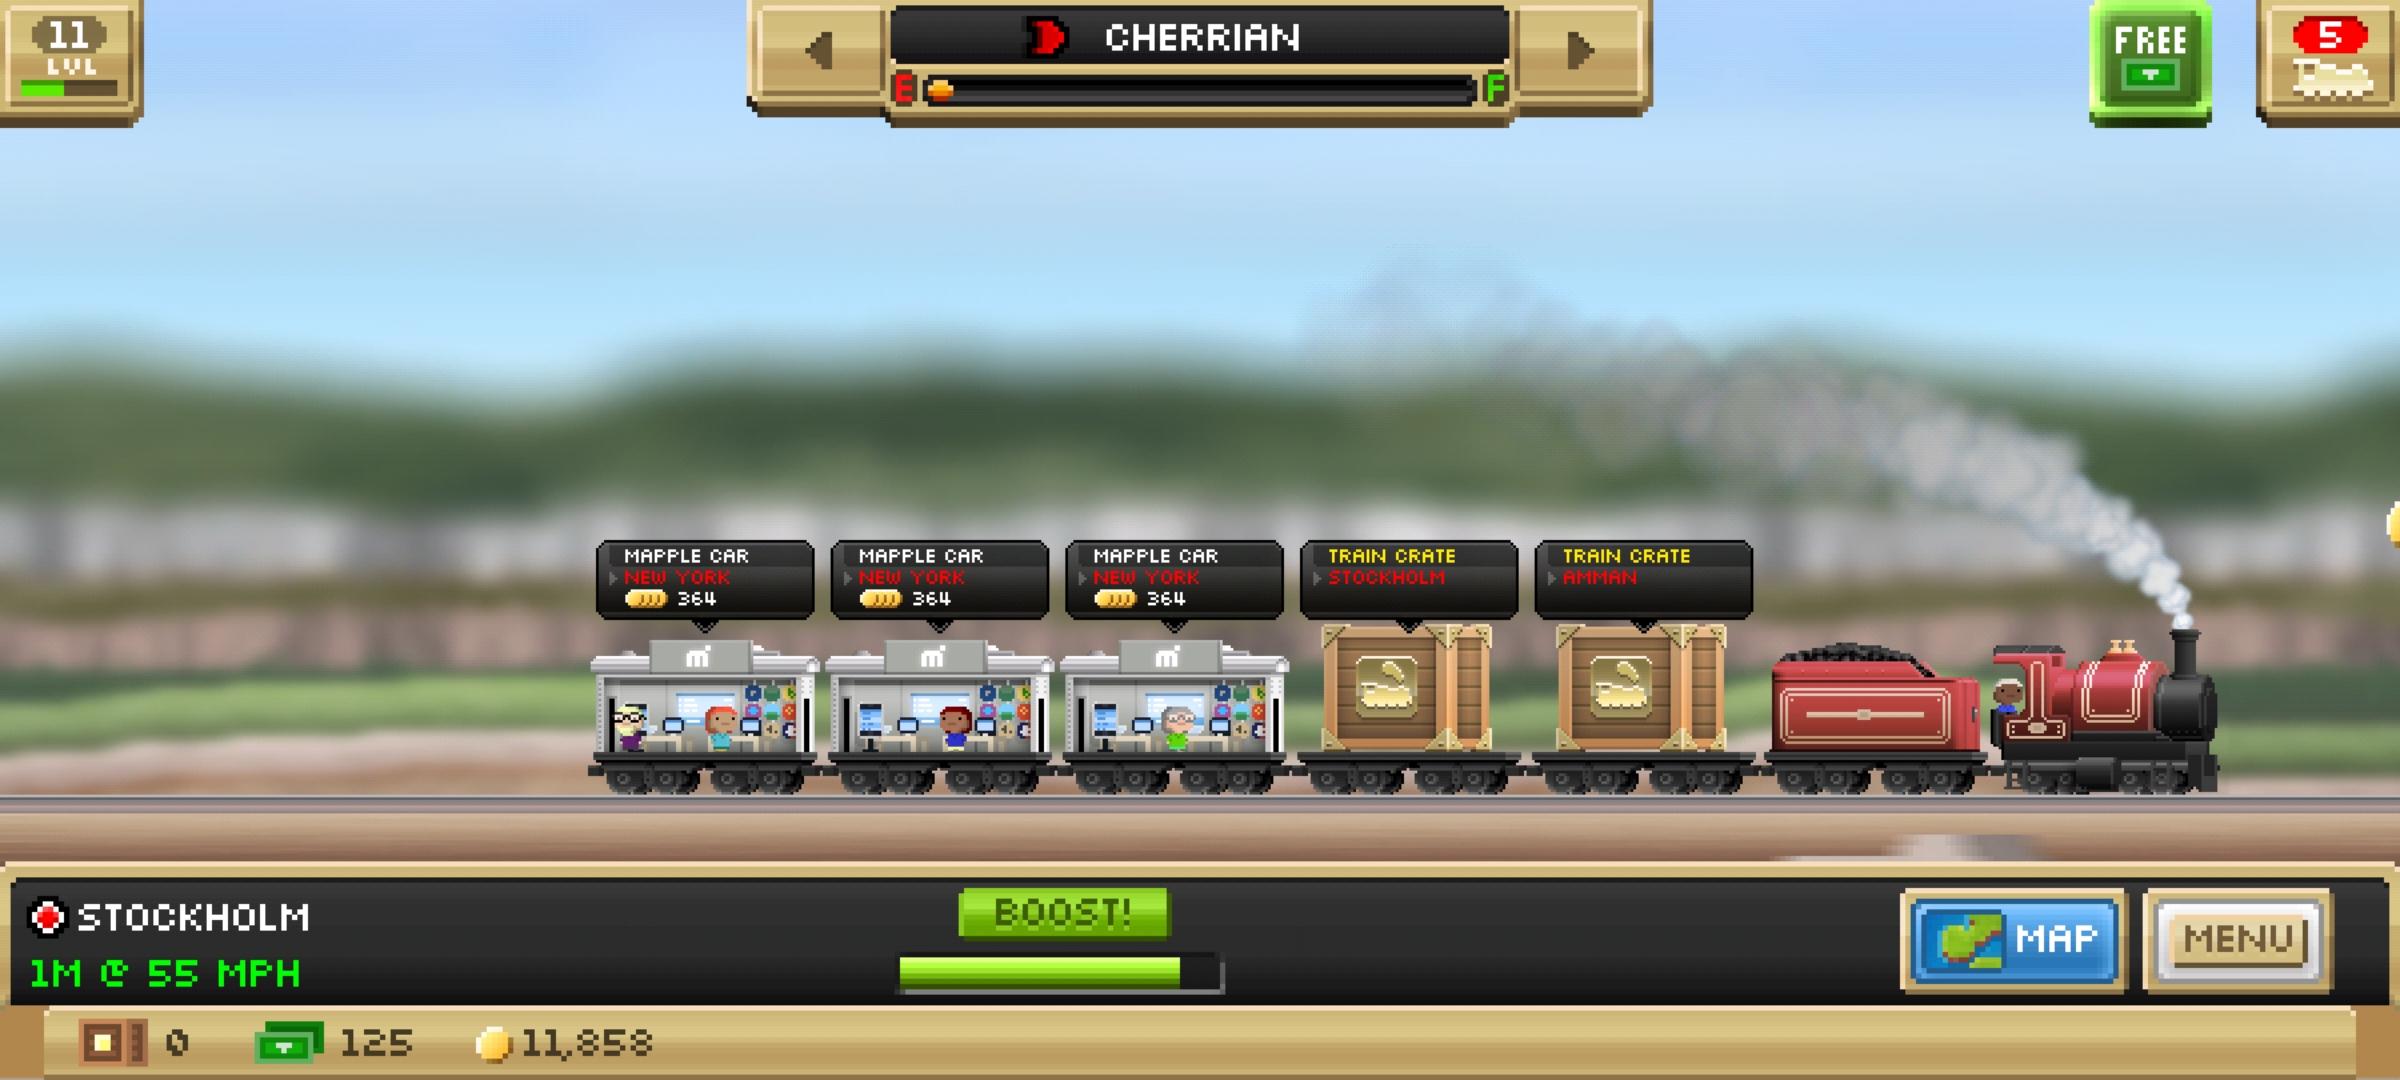 11
LVL
CHERRIAN
E F
FREE
5
MAPPLE CAR
NEW YORK
364
MAPPLE CAR
NEW YORK
364
MAPPLE CAR
NEW YORK
364
TRAIN CRATE
STOCKHOLM
TRAIN CRATE
AMMAN
m
m
m
STOCKHOLM
1M @ 55 MPH
BOOST!
MAP
MENU
0
125
11,858